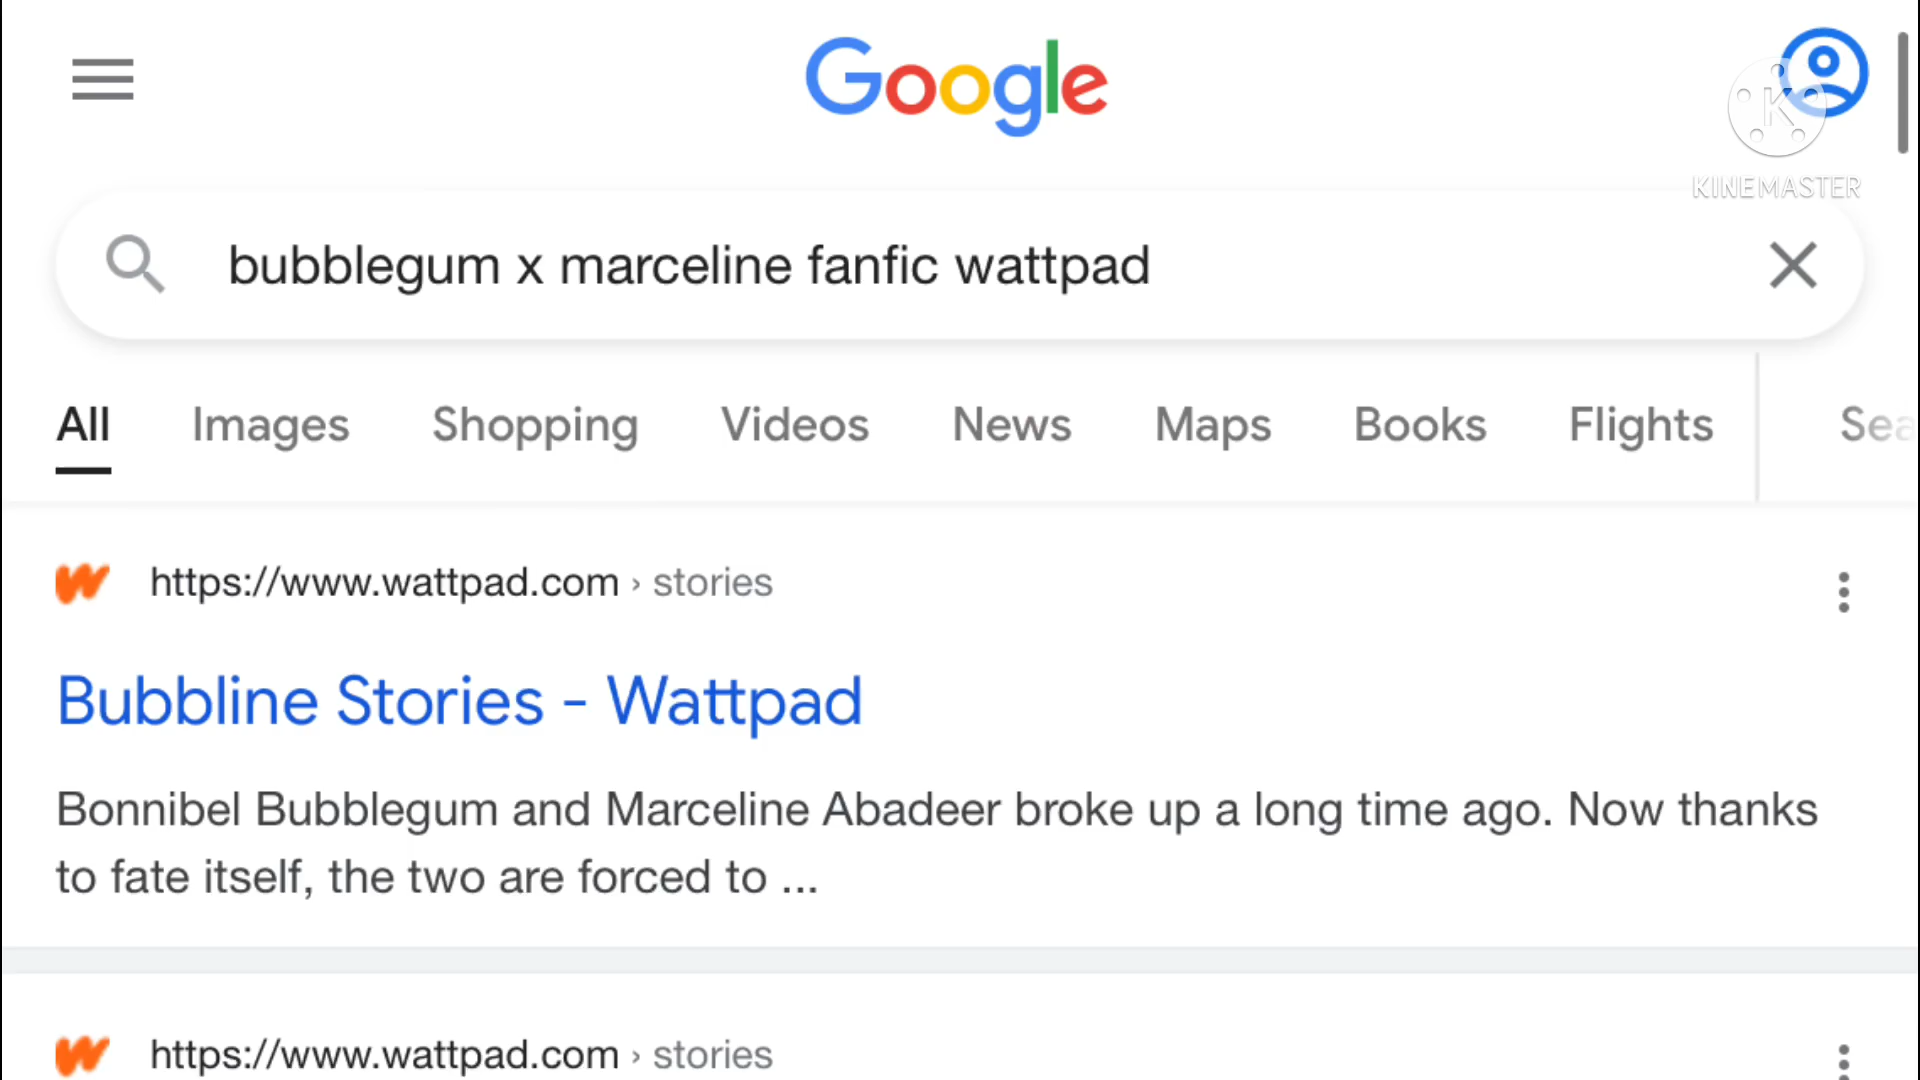 Google
KINEMASTER
bubblegum x marceline fanfic wattpad
All Images Shopping Videos News Maps Books Flights Sea
https://www.wattpad.com › stories
Bubbline Stories - Wattpad
Bonnibel Bubblegum and Marceline Abadeer broke up a long time ago. Now thanks
to fate itself, the two are forced to ...
https://www.wattpad.com › stories